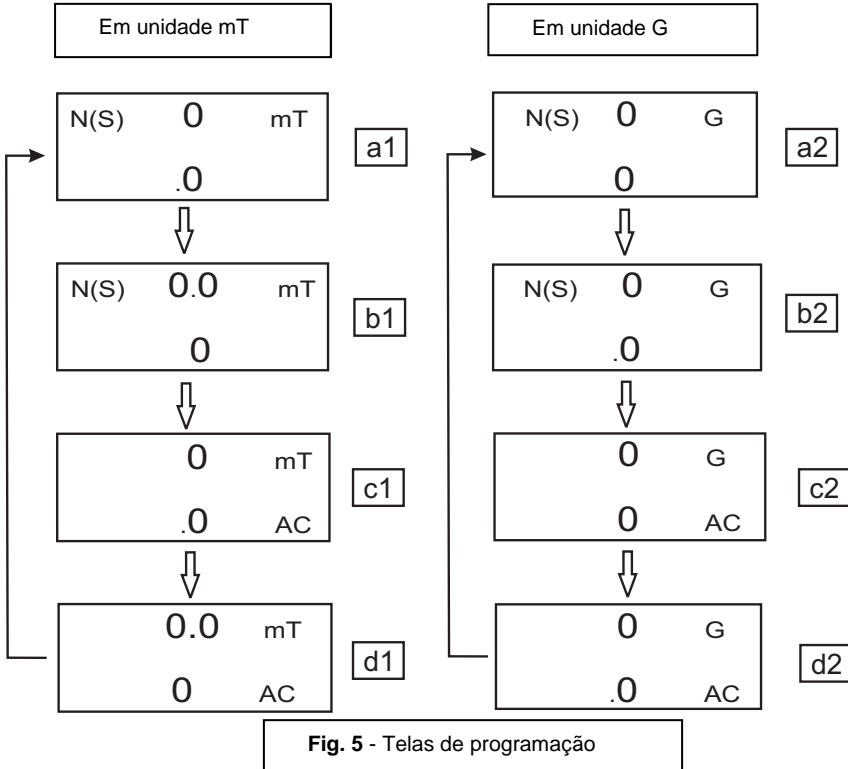 Em unidade mT
N(S) 0 mT
.0
a1
N(S) 0.0 mT
0
b1
0 mT
.0 AC
c1
0.0 mT
0 AC
d1
Em unidade G
N(S) 0 G
0
a2
N(S) 0 G
.0
b2
0 G
0 AC
c2
0 G
.0 AC
d2
Fig. 5 - Telas de programação